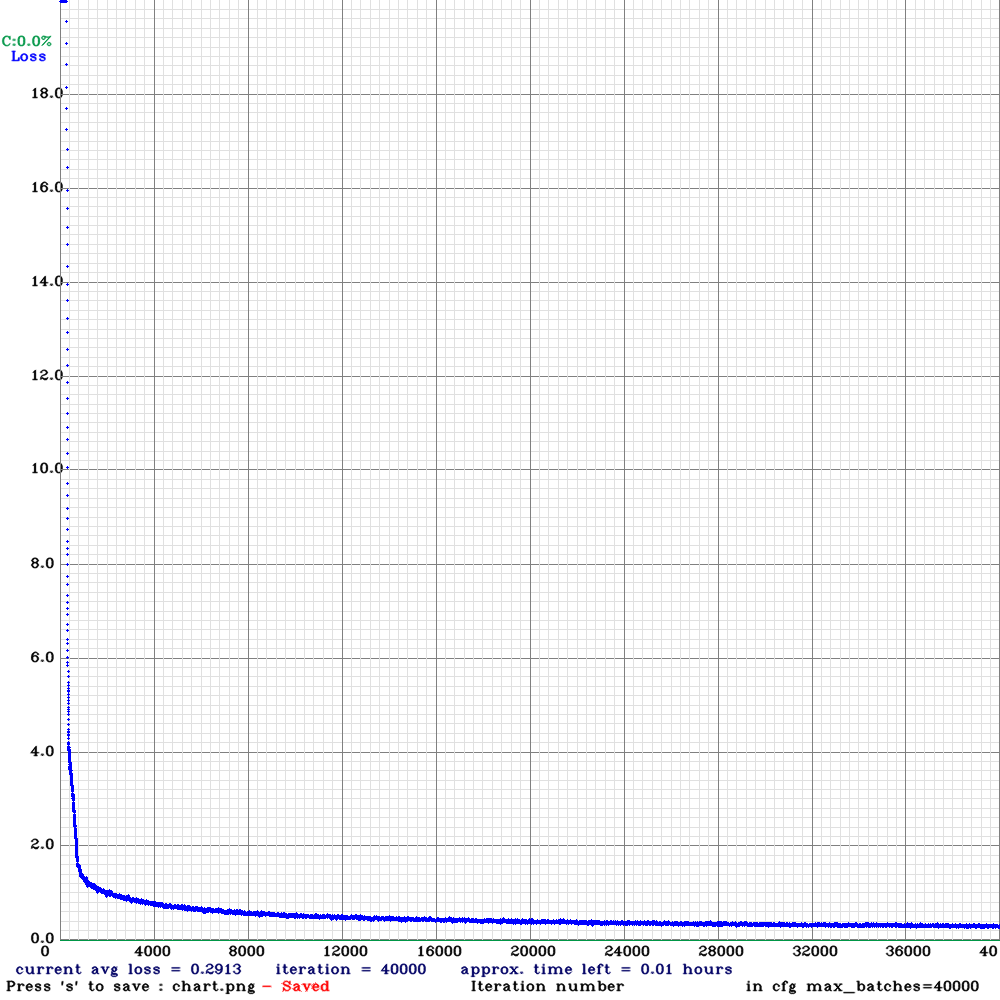 C:0.0%
Loss
18.0
16.0
14.0
12.0
10.0
8.0
6.0
4.0
2.0
0.0
0 4000 8000 12000 16000 20000 24000 28000 32000 36000 40
current avg loss = 0.2913 iteration = 40000 approx. time left = 0.01 hours
Press 's' to save : chart.png - Saved Iteration number in cfg max_batches=40000